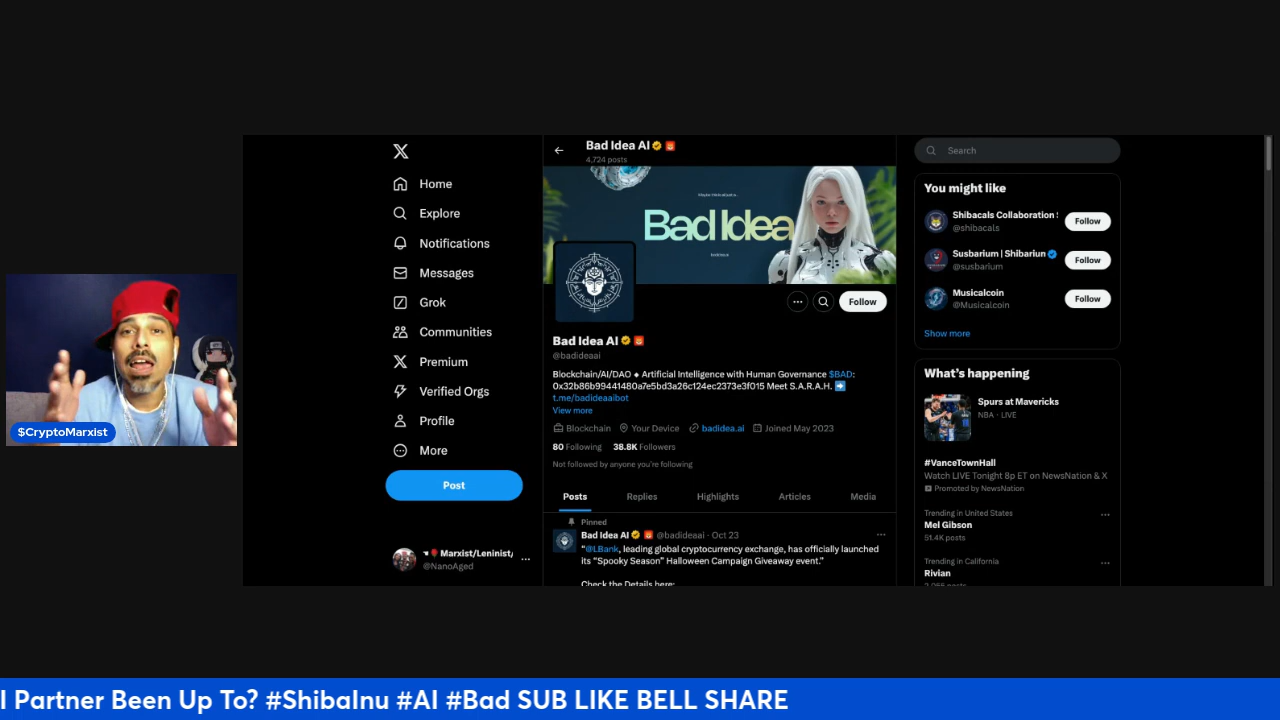 Home
Explore
Notifications
Messages
Grok
Communities
Premium
Verified Orgs
Profile
More
Post
Marxist/Leninist/
@NanoAged
Bad Idea AI
4,724 posts
Bad Idea
Follow
Bad Idea AI
@badideaai
Blockchain/AI/DAO ♦ Artificial Intelligence with Human Governance $BAD:
0x32b86b99441480a7e5bd3a26c124ec2373e3f015 Meet S.A.R.A.H. ➡
t.me/badideaaibot
View more
Blockchain Your Device badidea.ai Joined May 2023
80 Following 38.8K Followers
Not followed by anyone you're following
Posts Replies Highlights Articles Media
Pinned
Bad Idea AI @badideaai · Oct 23
"@LBank, leading global cryptocurrency exchange, has officially launched
its "Spooky Season" Halloween Campaign Giveaway event."
Check the Details here:
Search
You might like
Shibacals Collaboration
@shibacals
Follow
Susbarium | Shibariun
@susbarium
Follow
Musicalcoin
@Musicalcoin
Follow
Show more
What's happening
Spurs at Mavericks
NBA · LIVE
#VanceTownHall
Watch LIVE Tonight 8p ET on NewsNation & X
Promoted by NewsNation
Trending in United States
Mel Gibson
51.4K posts
Trending in California
Rivian
$CryptoMarxist
I Partner Been Up To? #ShibaInu #AI #Bad SUB LIKE BELL SHARE